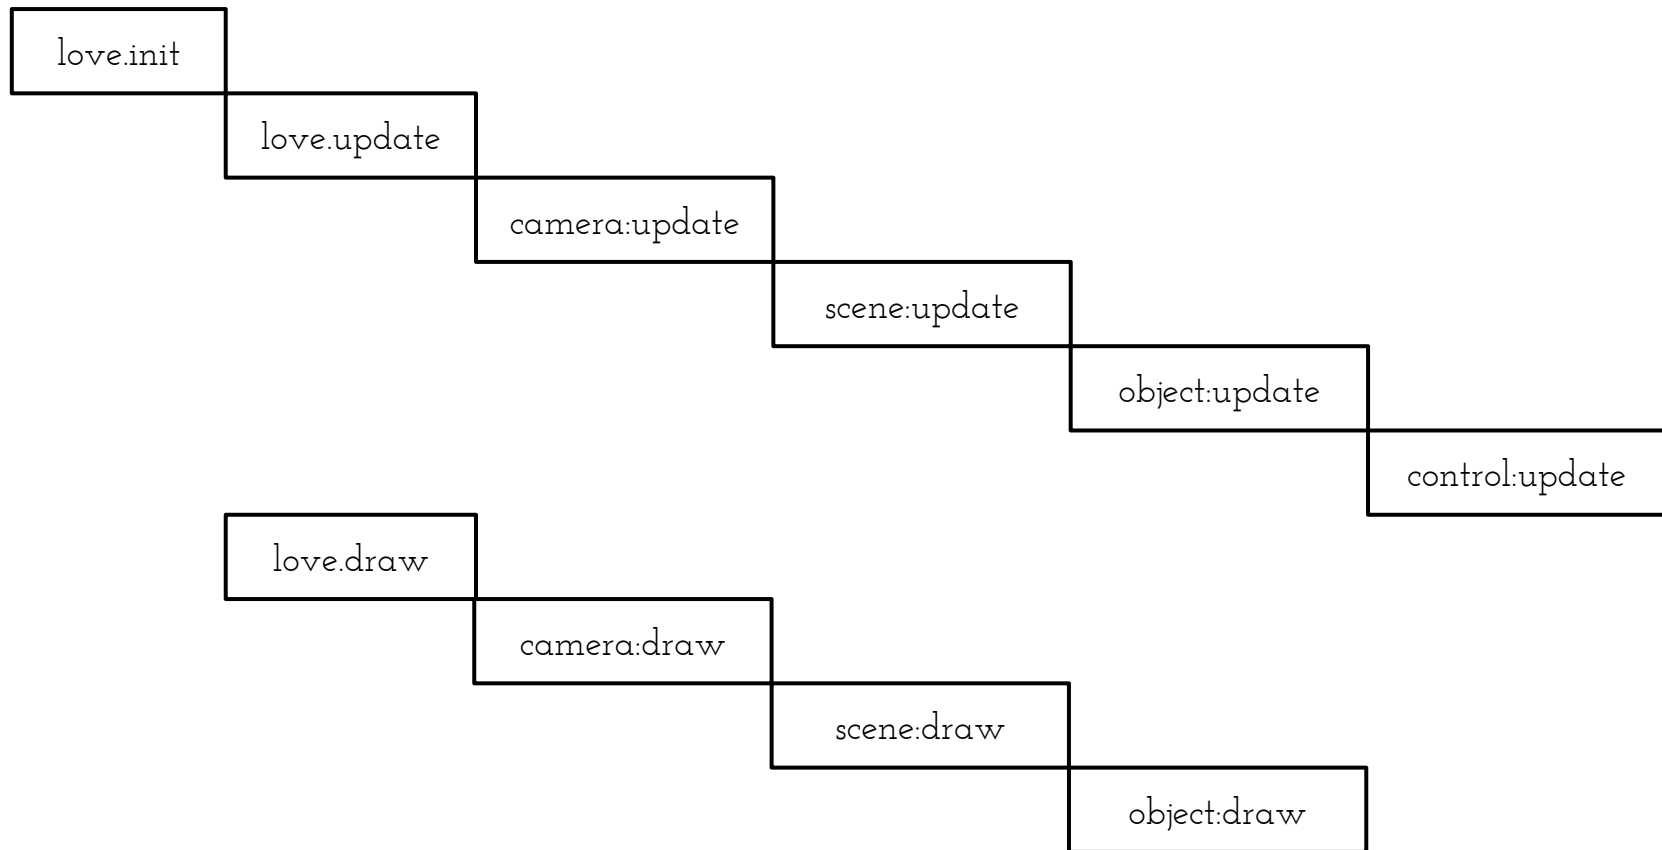 love.init
love.update
camera:update
scene:update
object:update
control:update
love.draw
camera:draw
scene:draw
object:draw